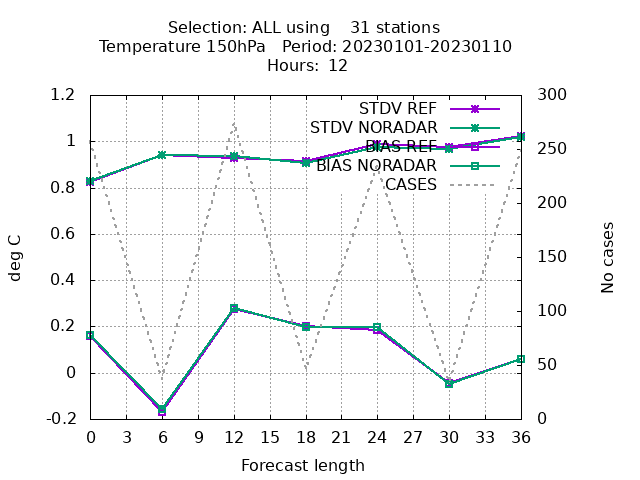 Selection: ALL using    31 stations
Temperature 150hPa   Period: 20230101-20230110
Hours: 12
1.2
1
0.8
0.6
0.4
0.2
0
-0.2
deg C
STDV REF
STDV NORADAR
BIAS REF
BIAS NORADAR
CASES
300
250
200
150
100
50
0
No cases
0 3 6 9 12 15 18 21 24 27 30 33 36
Forecast length